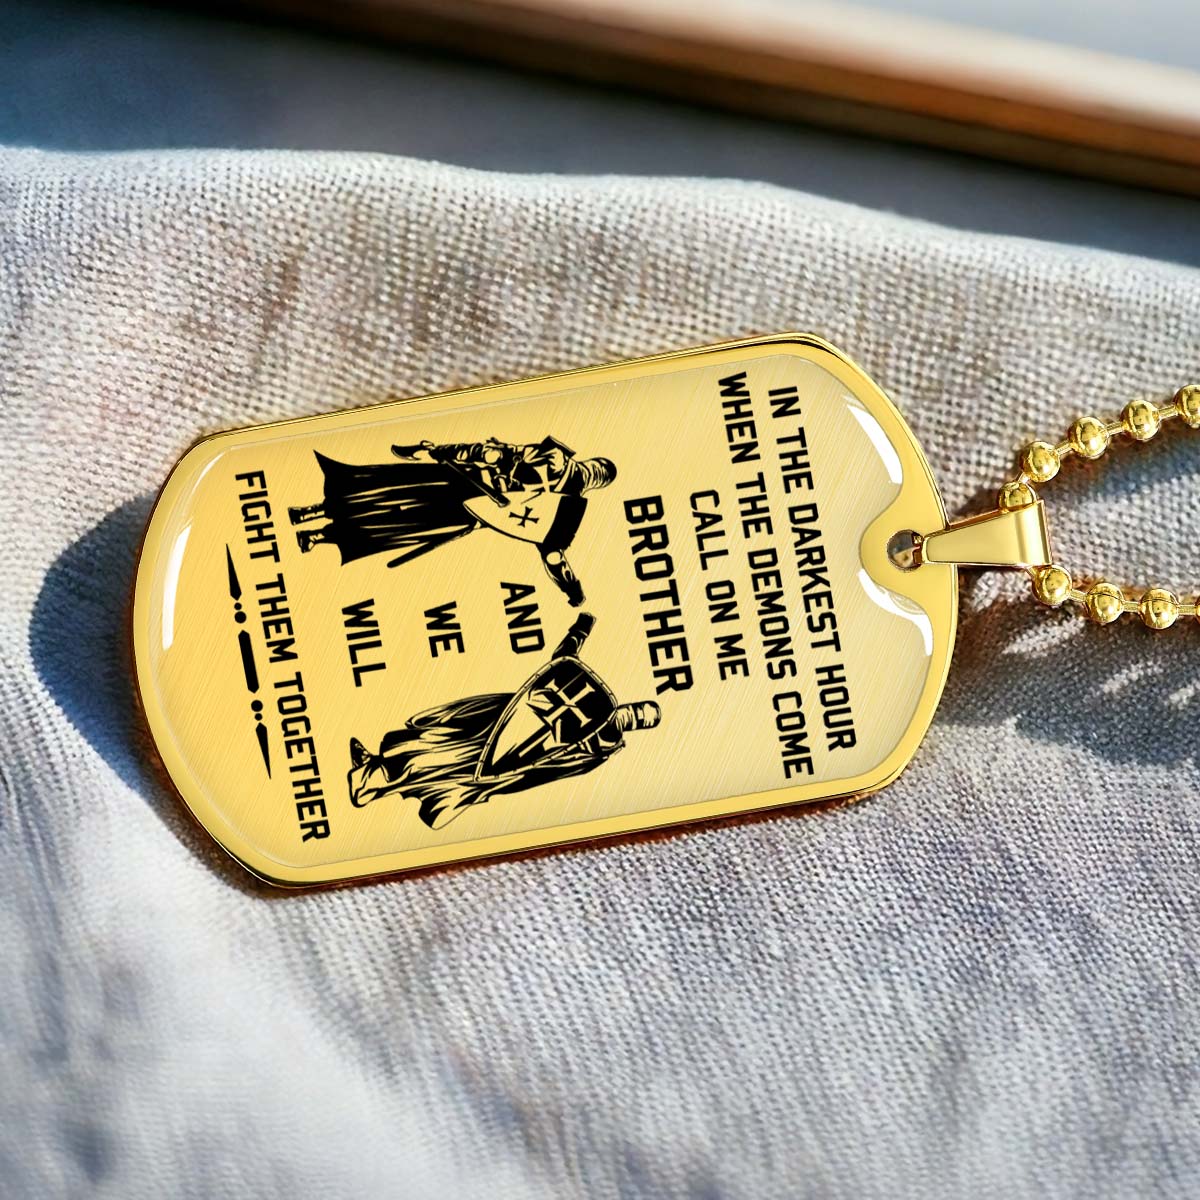 IN THE DARKEST HOUR
WHEN THE DEMONS COME
CALL ON ME
BROTHER
AND
WE
WILL
FIGHT THEM TOGETHER